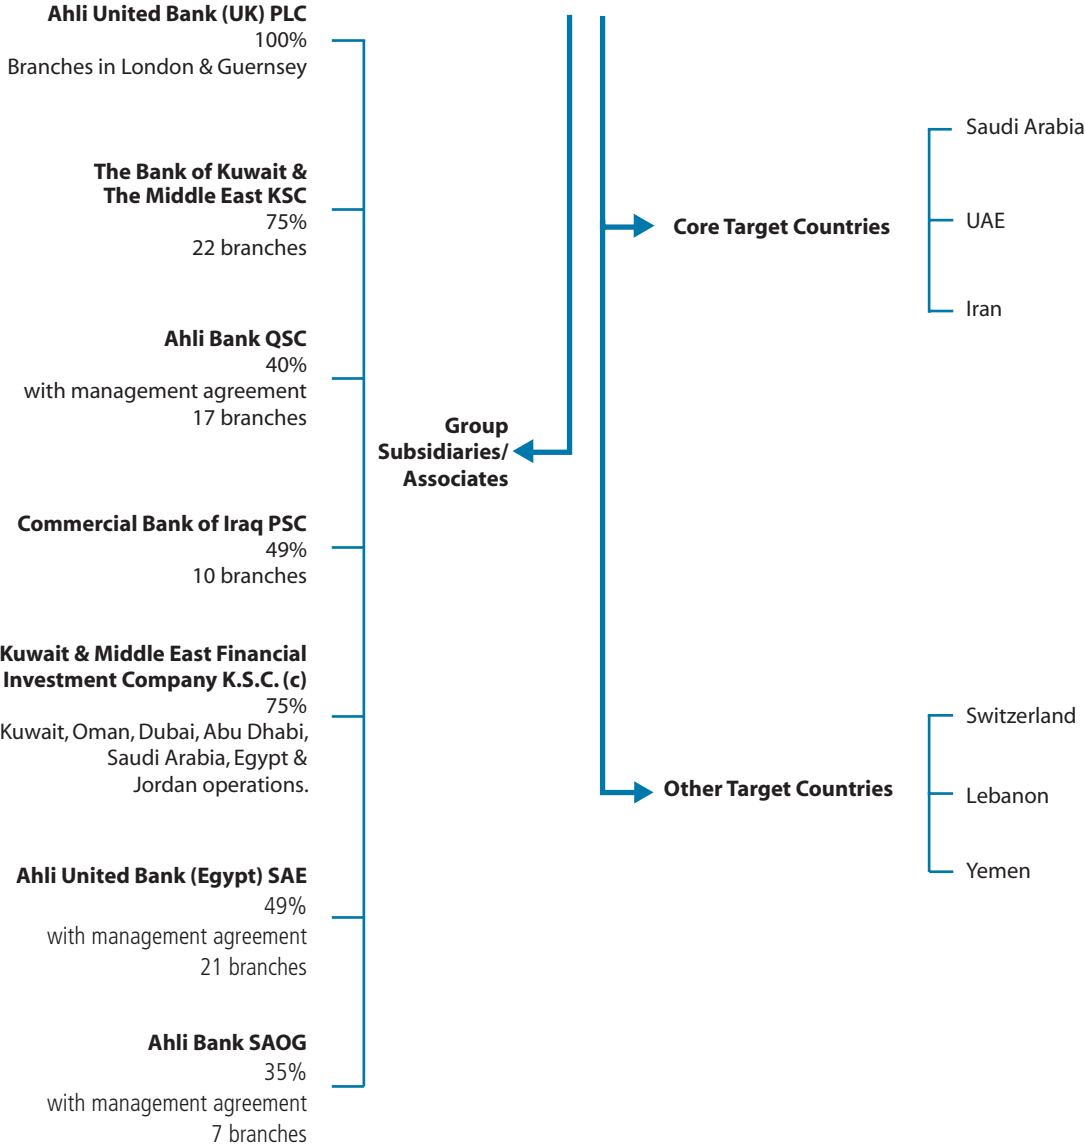 Ahli United Bank (UK) PLC
100%
Branches in London & Guernsey
The Bank of Kuwait &
The Middle East KSC
75%
22 branches
Ahli Bank QSC
40%
with management agreement
17 branches
Commercial Bank of Iraq PSC
49%
10 branches
Kuwait & Middle East Financial
Investment Company K.S.C. (c)
75%
Kuwait, Oman, Dubai, Abu Dhabi,
Saudi Arabia, Egypt &
Jordan operations.
Ahli United Bank (Egypt) SAE
49%
with management agreement
21 branches
Ahli Bank SAOG
35%
with management agreement
7 branches
Group
Subsidiaries/
Associates
Core Target Countries
Saudi Arabia
UAE
Iran
Other Target Countries
Switzerland
Lebanon
Yemen